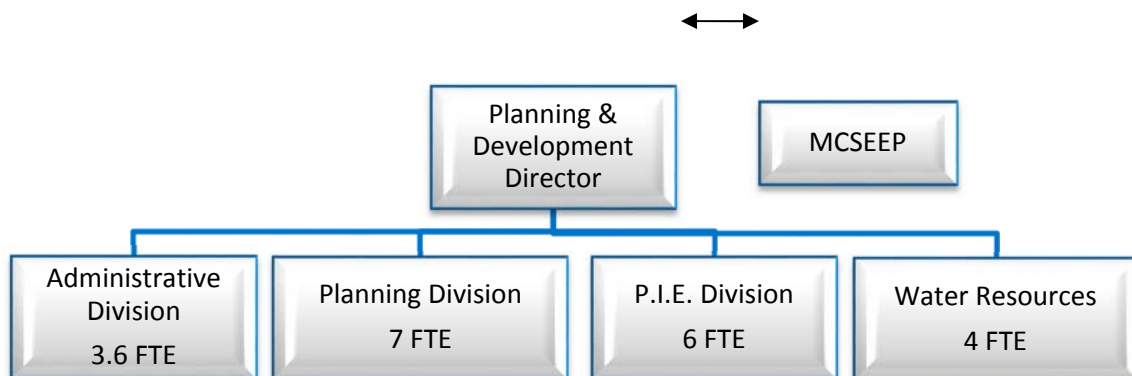 Planning &
Development
Director
MCSEEP
Administrative
Division
3.6 FTE
Planning Division
7 FTE
P.I.E. Division
6 FTE
Water Resources
4 FTE